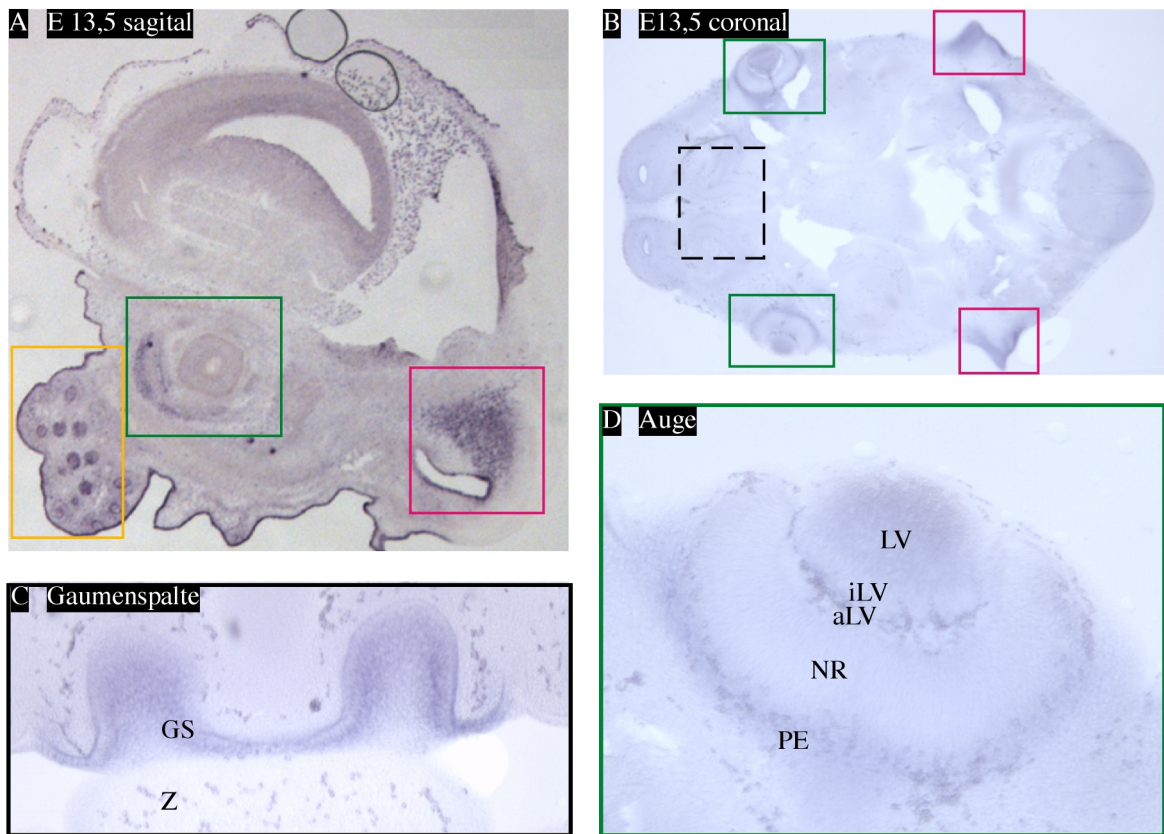 A E 13,5 sagital
B E13,5 coronal
C Gaumenspalte
GS
Z
D Auge
LV
iLV
aLV
NR
PE